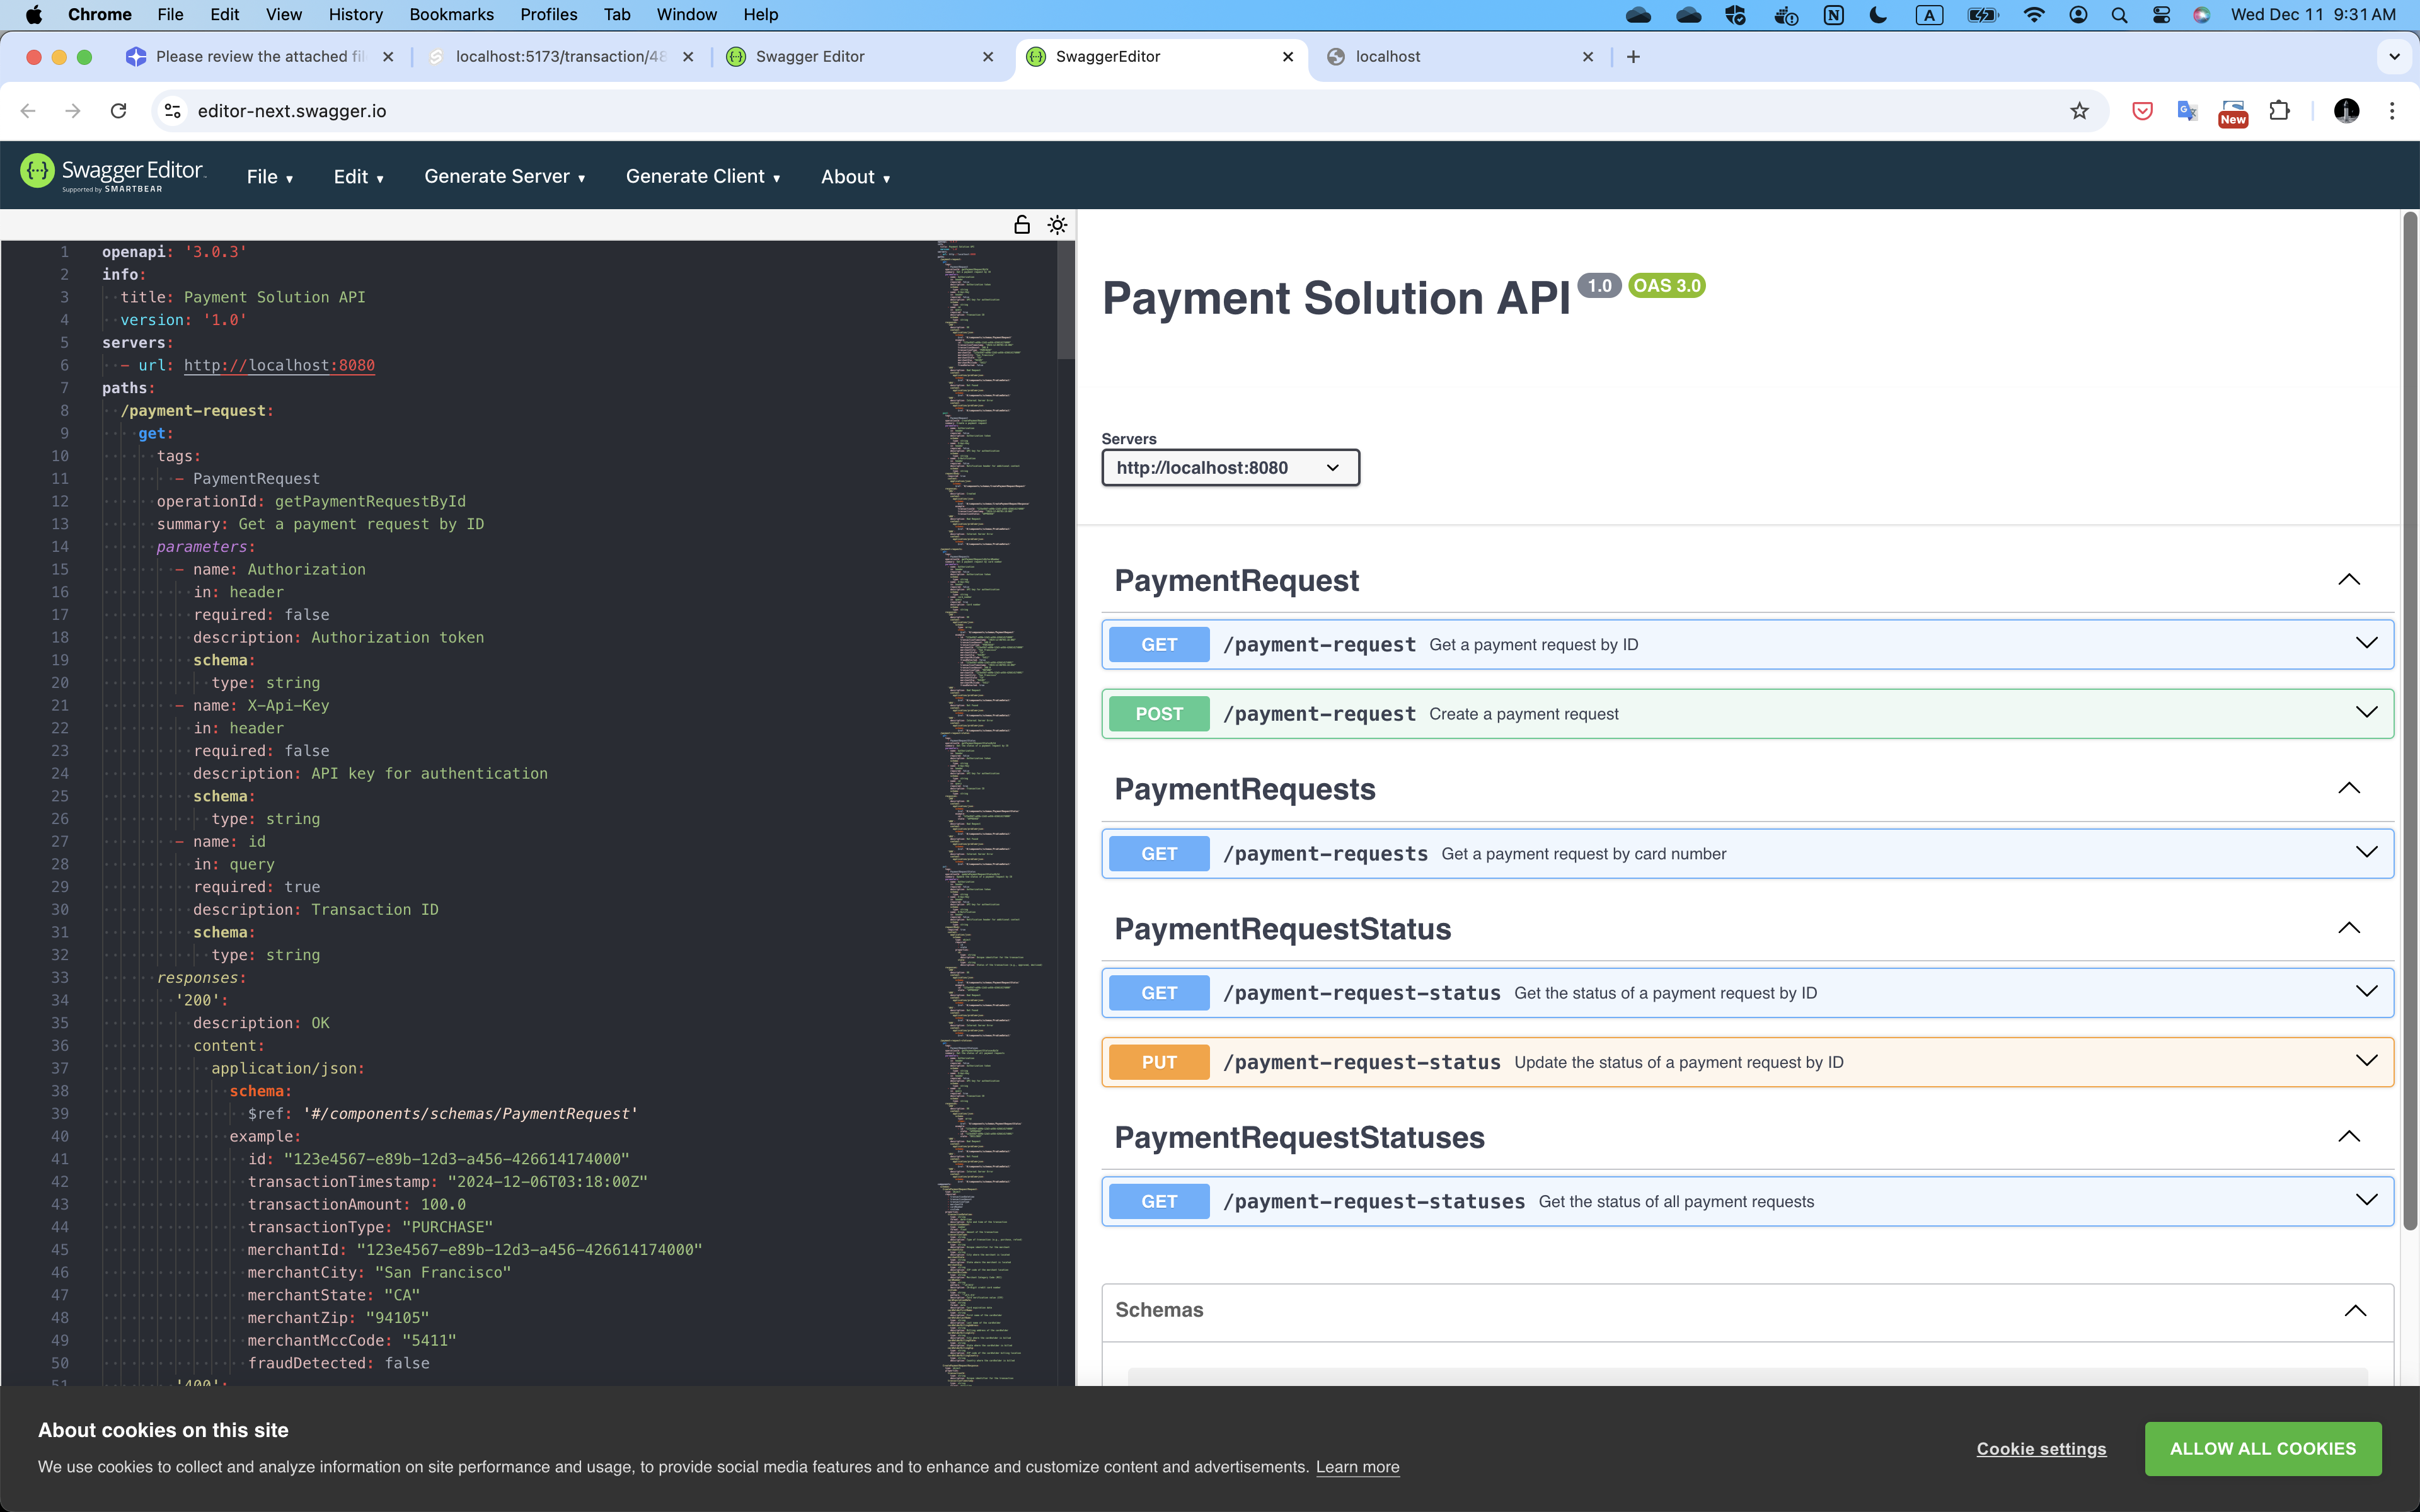 Chrome File Edit View History Bookmarks Profiles Tab Window Help
A Wed Dec 11 9:31 AM
Please review the attached fil
localhost:5173/transaction/48
Swagger Editor
SwaggerEditor
localhost
editor-next.swagger.io
New
Swagger Editor
Supported by SMARTBEAR
File Edit Generate Server Generate Client About
1 openapi: '3.0.3'
2 info:
3 title: Payment Solution API
4 version: '1.0'
5 servers:
6 - url: http://localhost:8080
7 paths:
8 /payment-request:
9 get:
10 tags:
11 - PaymentRequest
12 operationId: getPaymentRequestById
13 summary: Get a payment request by ID
14 parameters:
15 - name: Authorization
16 in: header
17 required: false
18 description: Authorization token
19 schema:
20 type: string
21 - name: X-Api-Key
22 in: header
23 required: false
24 description: API key for authentication
25 schema:
26 type: string
27 - name: id
28 in: query
29 required: true
30 description: Transaction ID
31 schema:
32 type: string
33 responses:
34 '200':
35 description: OK
36 content:
37 application/json:
38 schema:
39 $ref: '#/components/schemas/PaymentRequest'
40 example:
41 id: "123e4567-e89b-12d3-a456-426614174000"
42 transactionTimestamp: "2024-12-06T03:18:00Z"
43 transactionAmount: 100.0
44 transactionType: "PURCHASE"
45 merchantId: "123e4567-e89b-12d3-a456-426614174000"
46 merchantCity: "San Francisco"
47 merchantState: "CA"
48 merchantZip: "94105"
49 merchantMccCode: "5411"
50 fraudDetected: false
51 '400':
Payment Solution API 1.0 OAS 3.0
Servers
http://localhost:8080
PaymentRequest
GET /payment-request Get a payment request by ID
POST /payment-request Create a payment request
PaymentRequests
GET /payment-requests Get a payment request by card number
PaymentRequestStatus
GET /payment-request-status Get the status of a payment request by ID
PUT /payment-request-status Update the status of a payment request by ID
PaymentRequestStatuses
GET /payment-request-statuses Get the status of all payment requests
Schemas
About cookies on this site
We use cookies to collect and analyze information on site performance and usage, to provide social media features and to enhance and customize content and advertisements. Learn more
Cookie settings
ALLOW ALL COOKIES